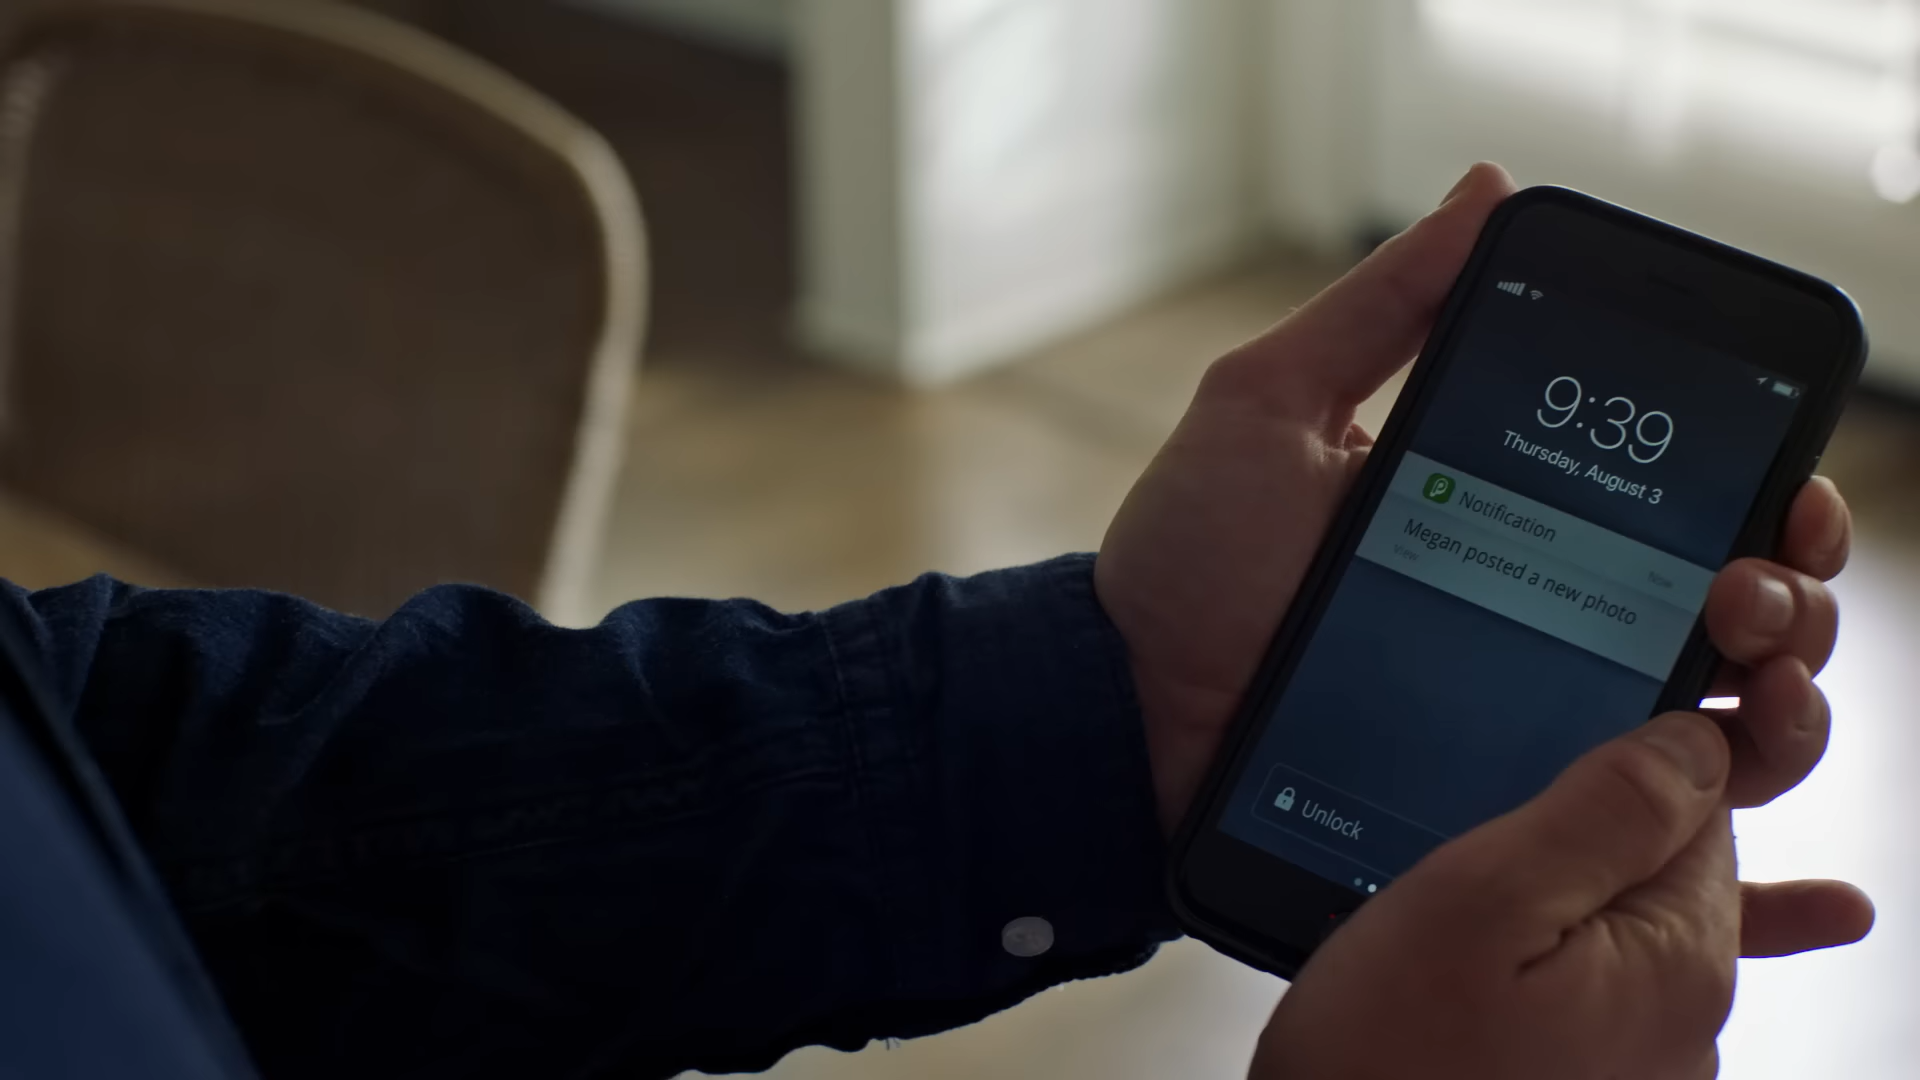 9:39
Thursday, August 3
Notification
Now
Megan posted a new photo
View
Unlock